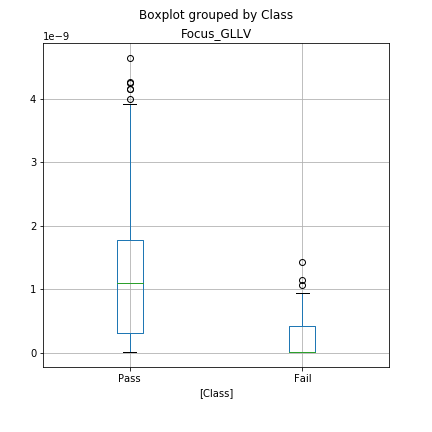 Boxplot grouped by Class
Focus_GLLV
1e−9
4
3
2
1
0
Pass Fail
[Class]